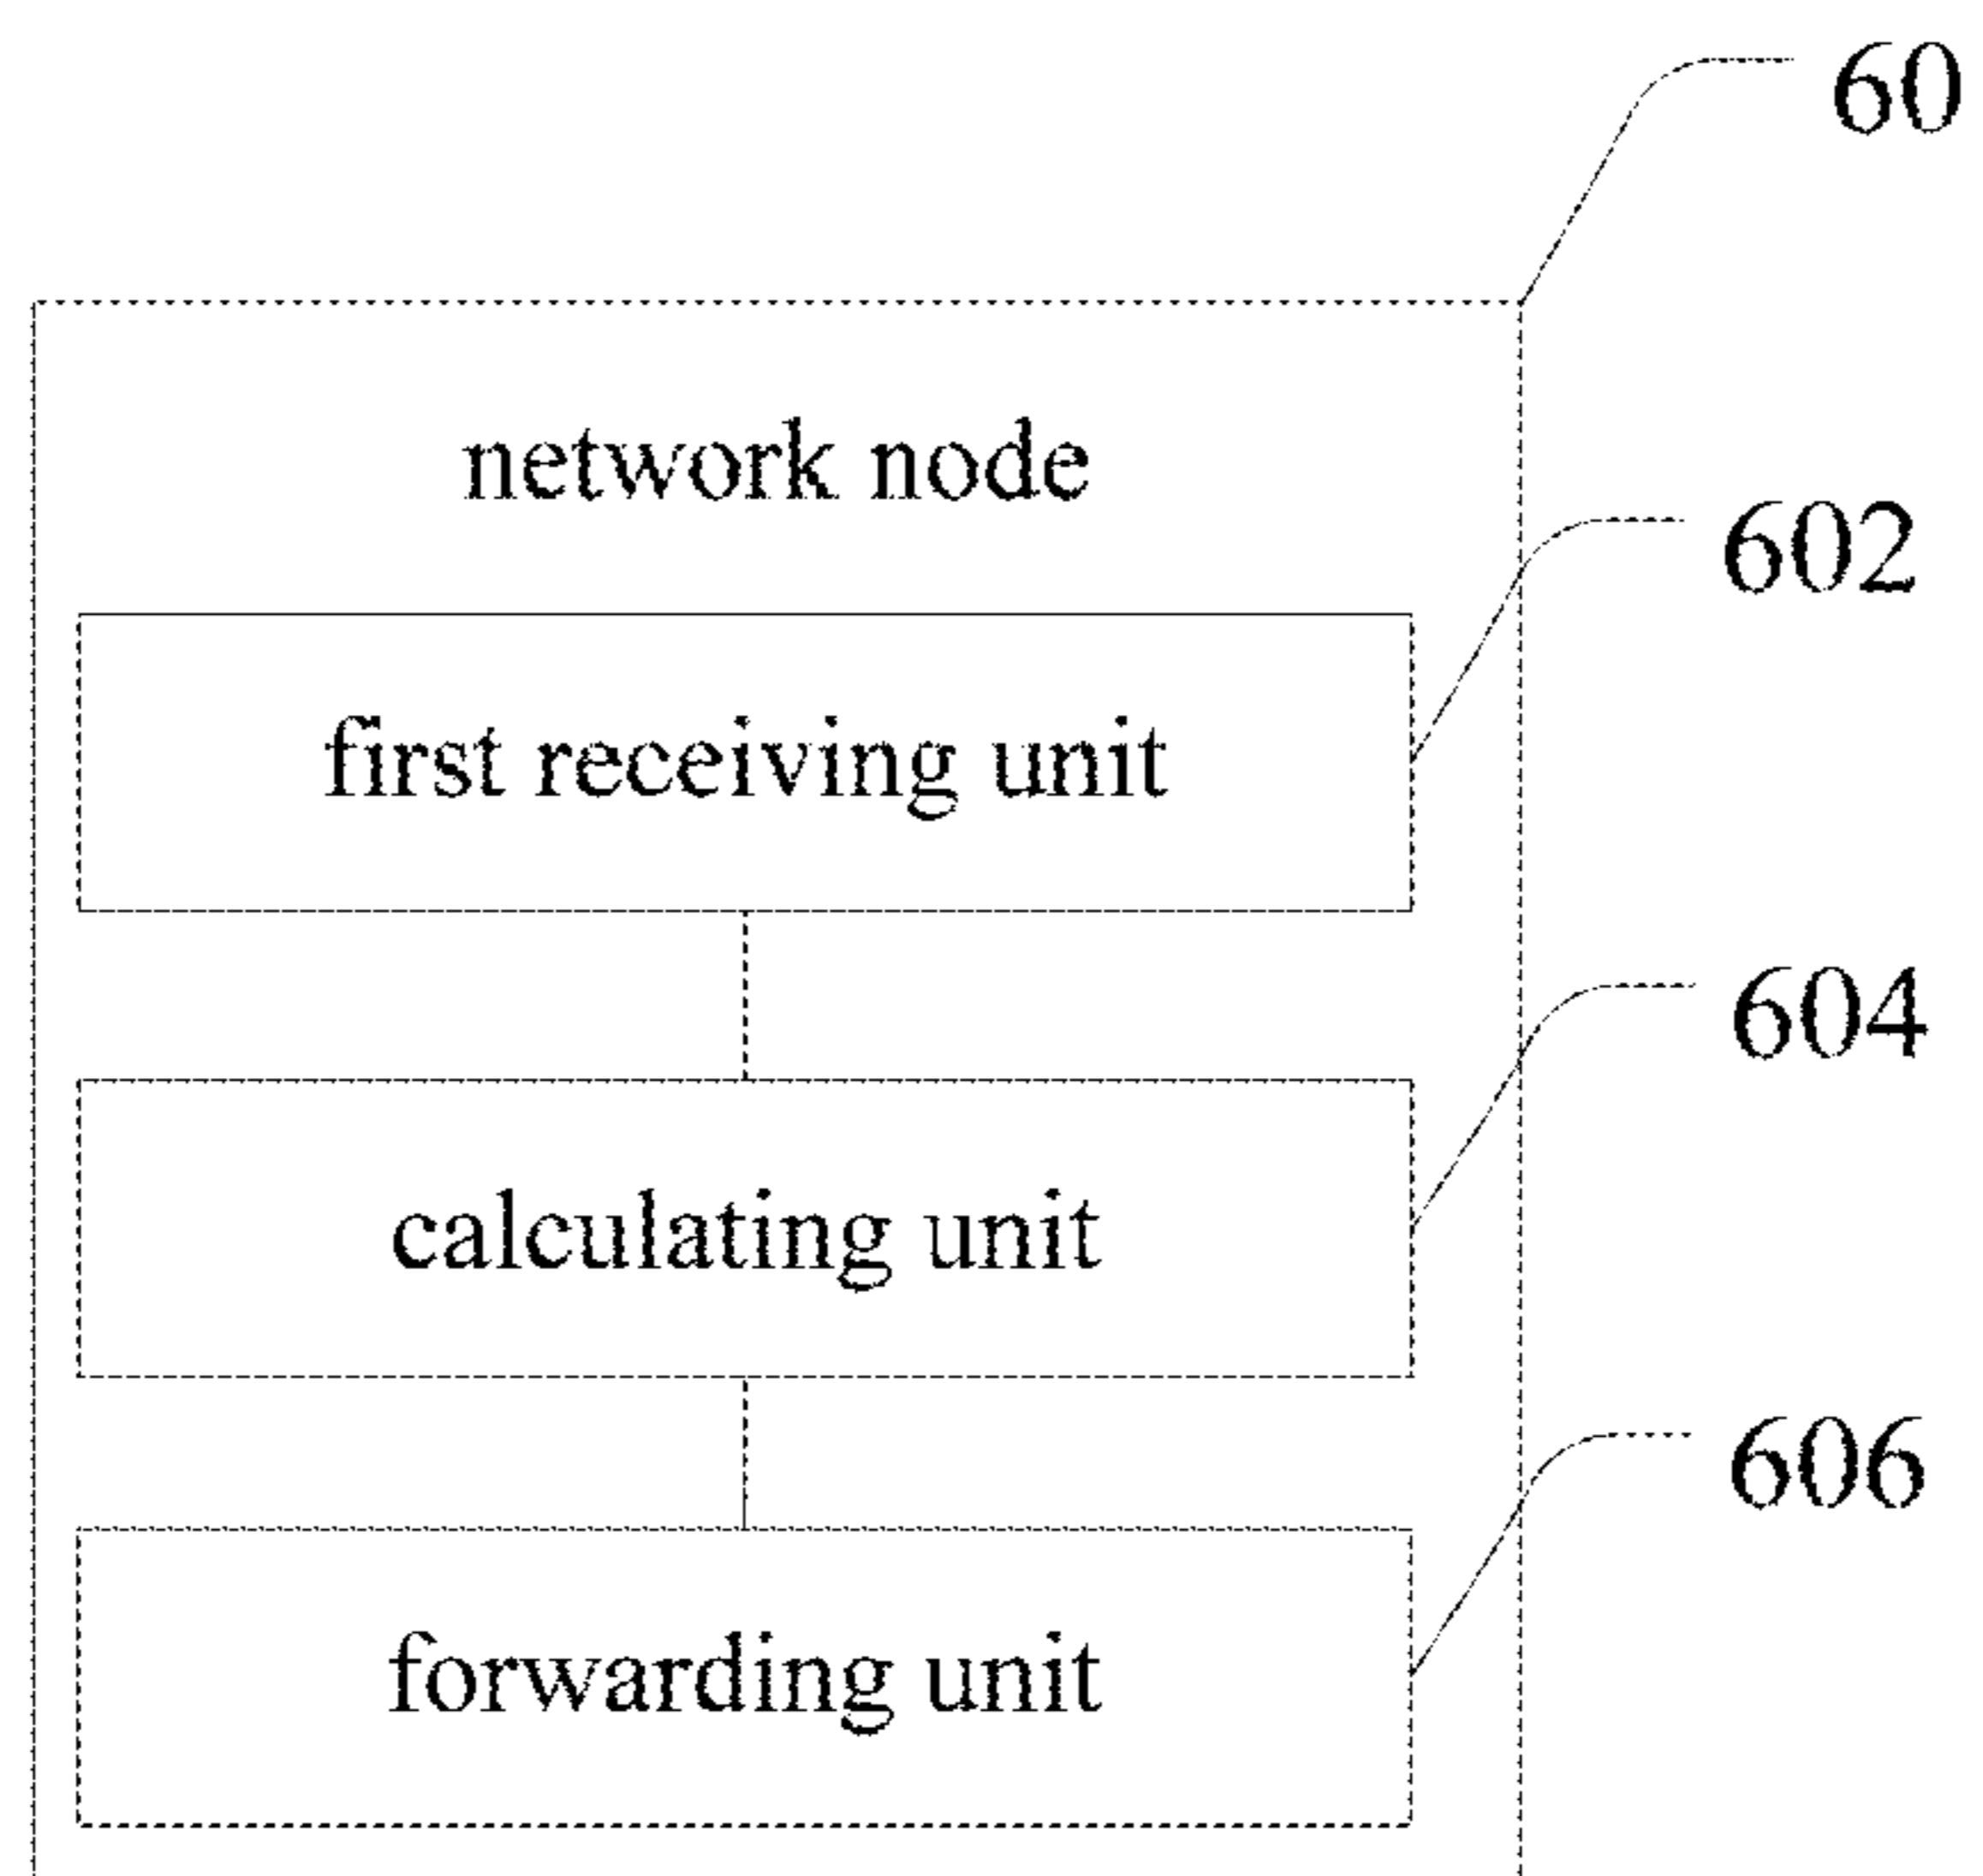 60
network node
602
first receiving unit
604
calculating unit
606
forwarding unit